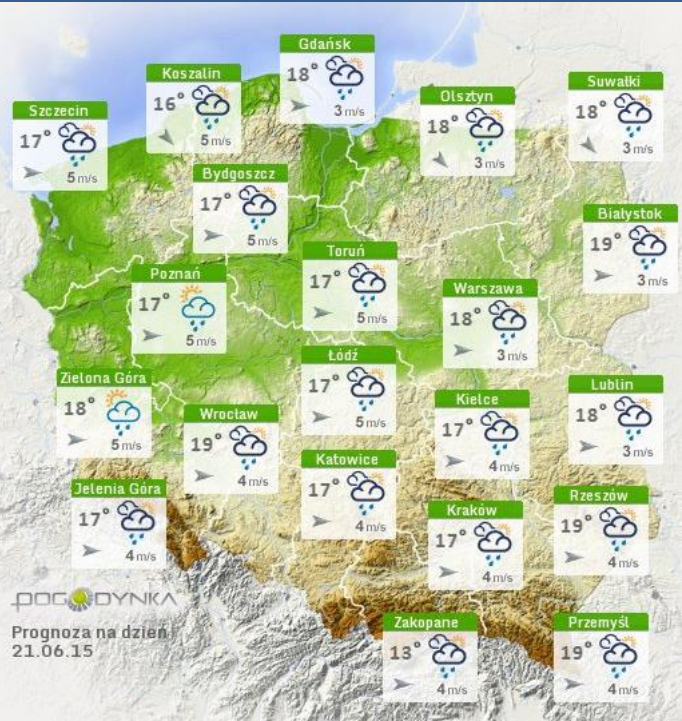 Gdańsk
18°
3 m/s
Koszalin
16°
5 m/s
Suwałki
18°
3 m/s
Olsztyn
18°
3 m/s
Szczecin
17°
5 m/s
Bydgoszcz
17°
5 m/s
Białystok
19°
3 m/s
Toruń
17°
5 m/s
Poznań
17°
5 m/s
Warszawa
18°
3 m/s
Łódź
17°
5 m/s
Zielona Góra
18°
5 m/s
Lublin
18°
3 m/s
Kielce
17°
4 m/s
Wrocław
19°
4 m/s
Katowice
17°
4 m/s
Jelenia Góra
17°
4 m/s
Rzeszów
19°
4 m/s
Kraków
17°
4 m/s
POGODYNKA
Prognoza na dzień
21.06.15
Zakopane
13°
4 m/s
Przemyśl
19°
4 m/s